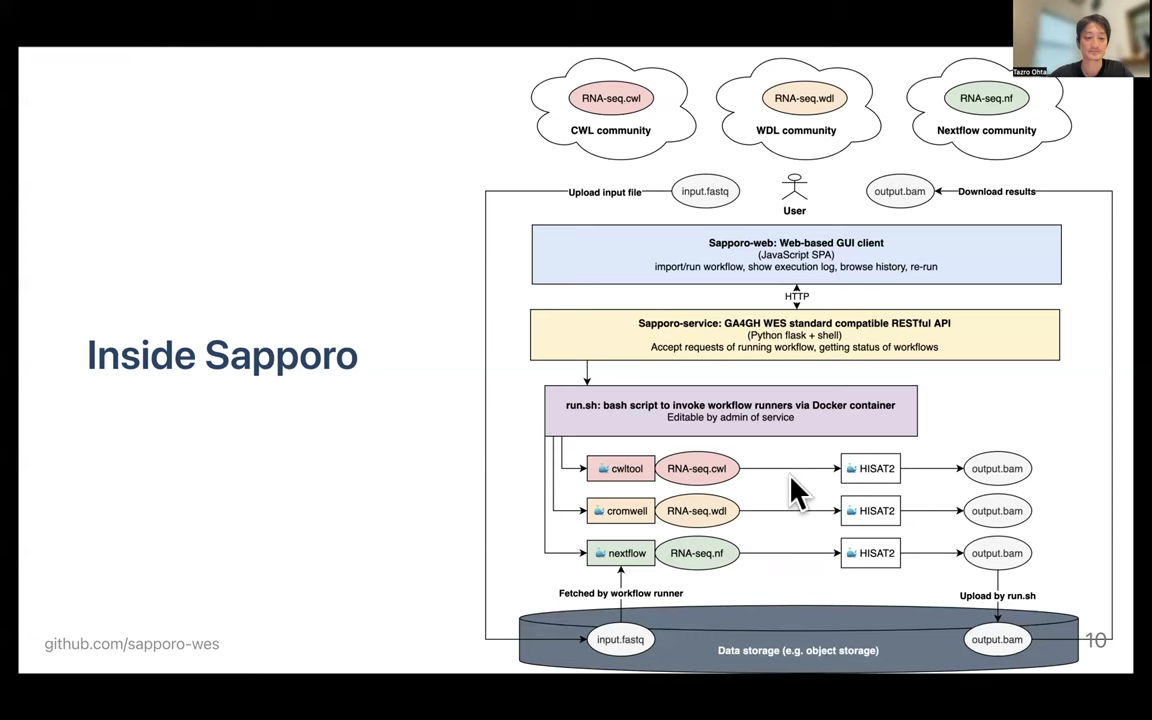 Tazro Ohta
RNA-seq.cwl
CWL community
RNA-seq.wdl
WDL community
RNA-seq.nf
Nextflow community
Upload input file
input.fastq
User
output.bam
Download results
Sapporo-web: Web-based GUI client
(JavaScript SPA)
import/run workflow, show execution log, browse history, re-run
HTTP
Sapporo-service: GA4GH WES standard compatible RESTful API
(Python flask + shell)
Accept requests of running workflow, getting status of workflows
Inside Sapporo
run.sh: bash script to invoke workflow runners via Docker container
Editable by admin of service
cwltool RNA-seq.cwl HISAT2 output.bam
cromwell RNA-seq.wdl HISAT2 output.bam
nextflow RNA-seq.nf HISAT2 output.bam
Fetched by workflow runner
Upload by run.sh
input.fastq
output.bam
Data storage (e.g. object storage)
github.com/sapporo-wes
10